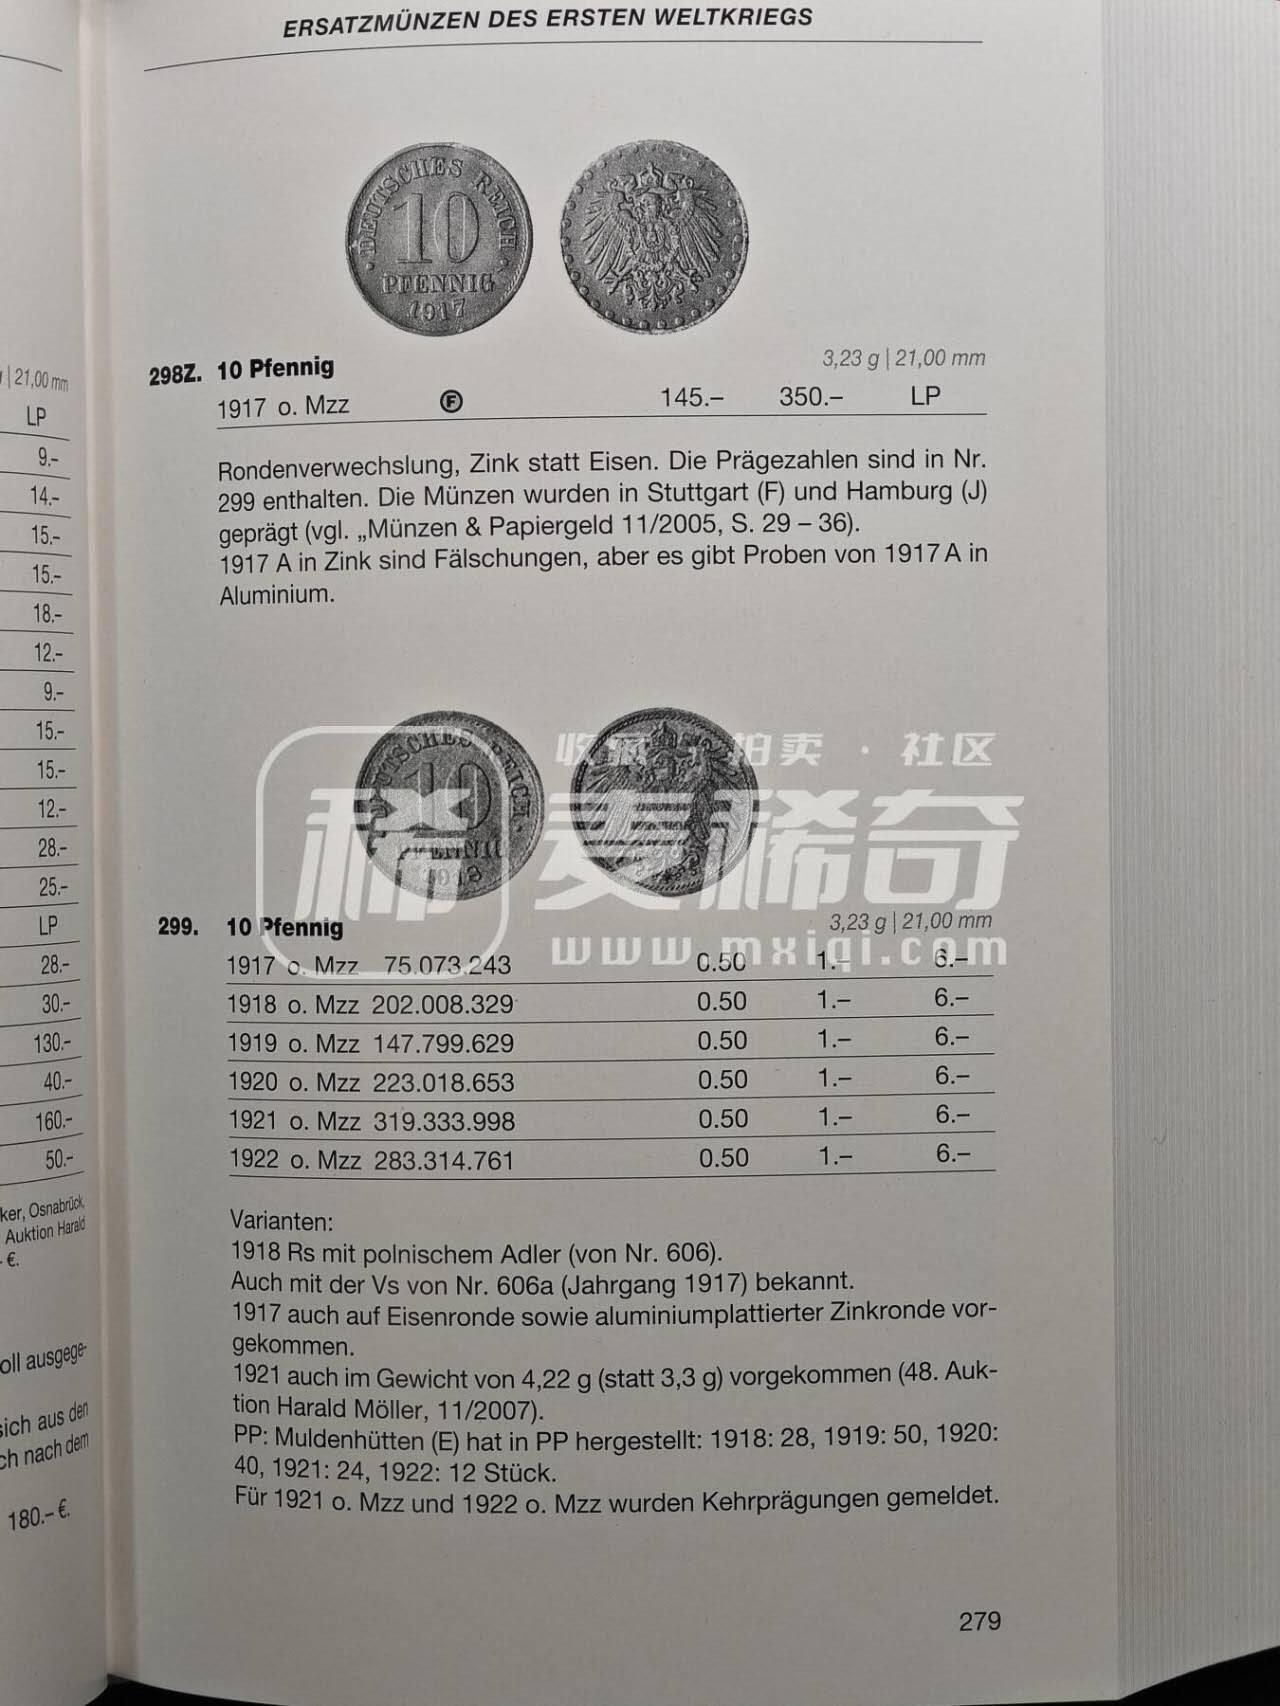 ERSATZMÜNZEN DES ERSTEN WELTKRIEGS
DEUTSCHES REICH
10
PFENNIG
1917
298Z. 10 Pfennig 3,23 g | 21,00 mm
1917 o. Mzz Ⓕ 145.– 350.– LP
Rondenverwechslung, Zink statt Eisen. Die Prägezahlen sind in Nr.
299 enthalten. Die Münzen wurden in Stuttgart (F) und Hamburg (J)
geprägt (vgl. „Münzen & Papiergeld 11/2005, S. 29 – 36).
1917 A in Zink sind Fälschungen, aber es gibt Proben von 1917 A in
Aluminium.
收藏 · 拍卖 · 社区
稀 麦稀奇
www.mxiqi.com
299. 10 Pfennig 3,23 g | 21,00 mm
1917 o. Mzz 75.073.243 0.50 1.– 6.–
1918 o. Mzz 202.008.329 0.50 1.– 6.–
1919 o. Mzz 147.799.629 0.50 1.– 6.–
1920 o. Mzz 223.018.653 0.50 1.– 6.–
1921 o. Mzz 319.333.998 0.50 1.– 6.–
1922 o. Mzz 283.314.761 0.50 1.– 6.–
Varianten:
1918 Rs mit polnischem Adler (von Nr. 606).
Auch mit der Vs von Nr. 606a (Jahrgang 1917) bekannt.
1917 auch auf Eisenronde sowie aluminiumplattierter Zinkronde vor-
gekommen.
1921 auch im Gewicht von 4,22 g (statt 3,3 g) vorgekommen (48. Auk-
tion Harald Möller, 11/2007).
PP: Muldenhütten (E) hat in PP hergestellt: 1918: 28, 1919: 50, 1920:
40, 1921: 24, 1922: 12 Stück.
Für 1921 o. Mzz und 1922 o. Mzz wurden Kehrprägungen gemeldet.
279
| 21,00 mm
LP
9.-
14.-
15.-
15.-
18.-
12.-
9.-
15.-
15.-
12.-
28.-
25.-
LP
28.-
30.-
130.-
40.-
160.-
50.-
ker, Osnabrück,
Auktion Harald
- €.
oll ausgege-
sich aus den
ch nach dem
180.– €.